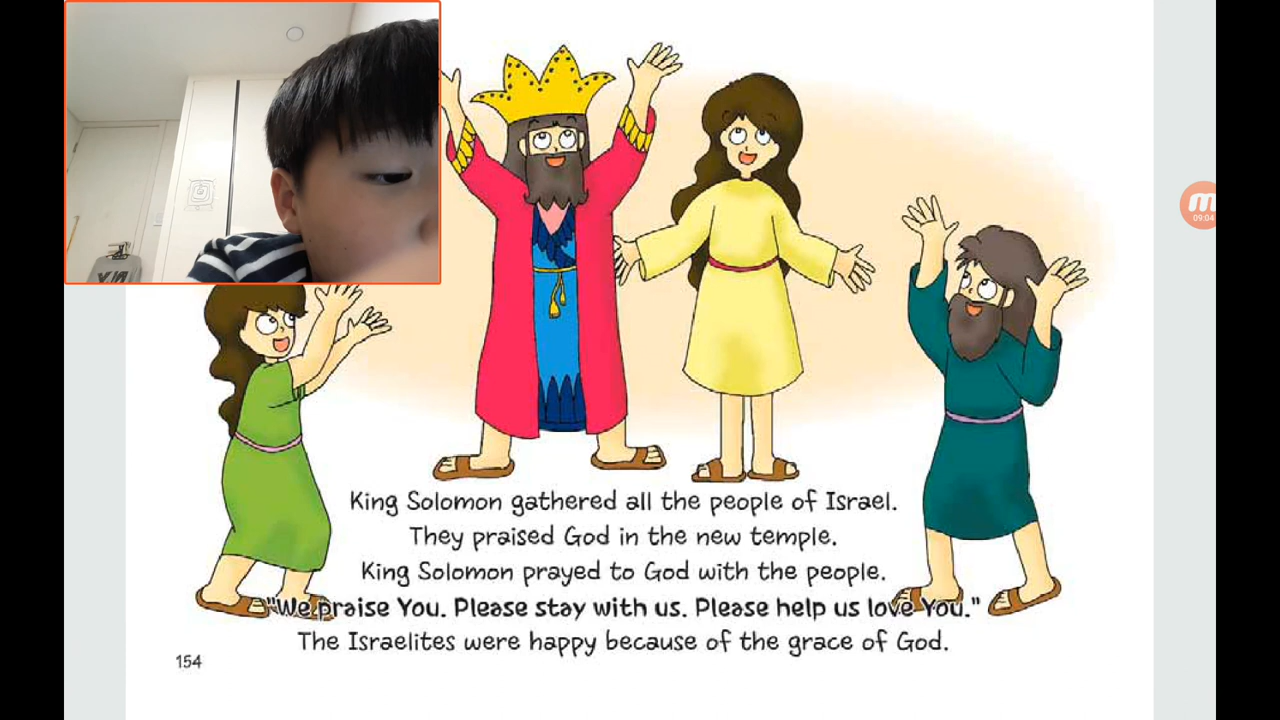 King Solomon gathered all the people of Israel.
They praised God in the new temple.
King Solomon prayed to God with the people.
"We praise You. Please stay with us. Please help us love You."
The Israelites were happy because of the grace of God.
154
09:04